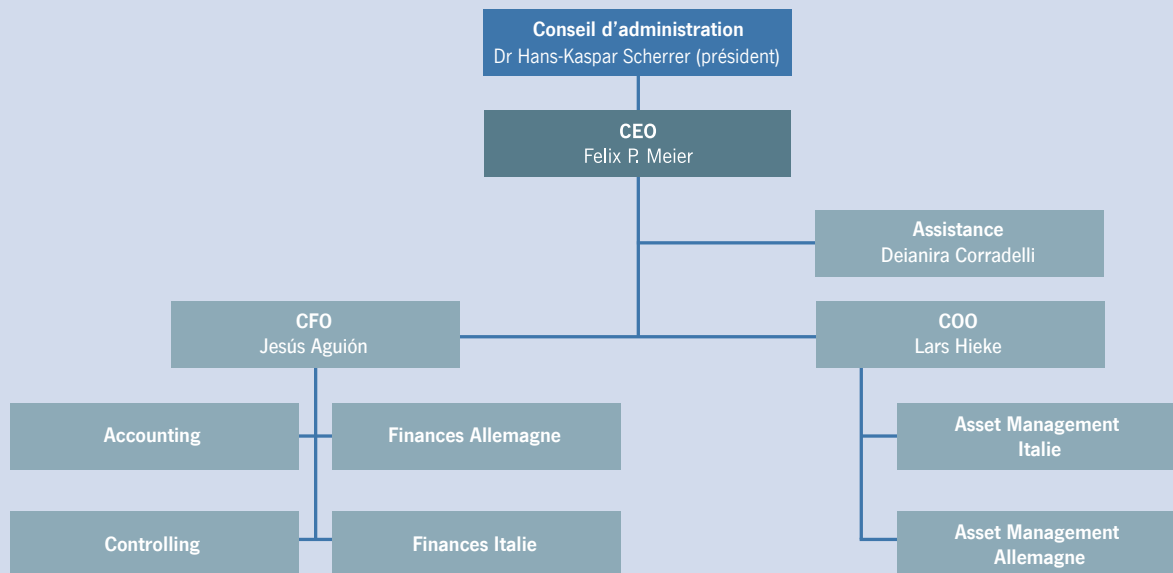 Conseil d’administration
Dr Hans-Kaspar Scherrer (président)
CEO
Felix P. Meier
Assistance
Deianira Corradelli
CFO
Jesús Aguión
COO
Lars Hieke
Accounting
Finances Allemagne
Asset Management
Italie
Controlling
Finances Italie
Asset Management
Allemagne